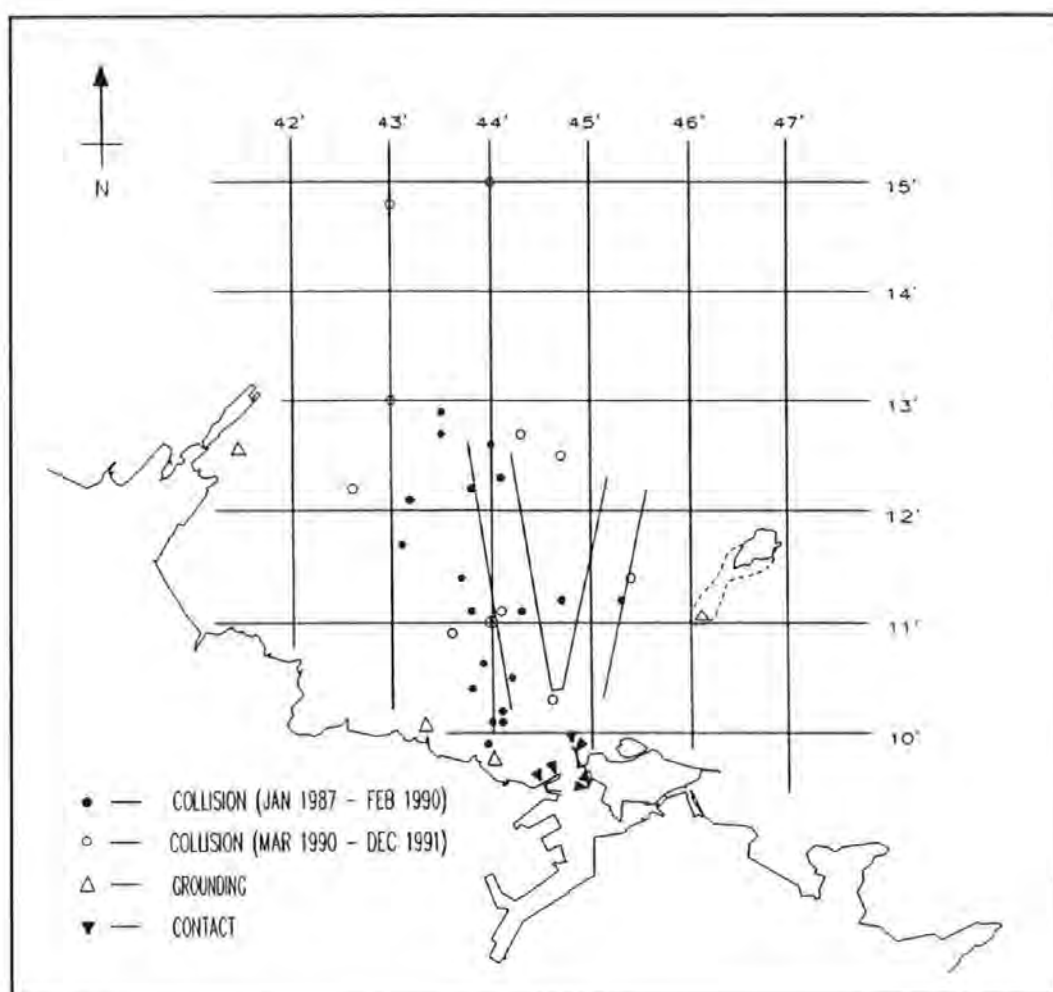 N
42' 43' 44' 45' 46' 47'
15'
14'
13'
12'
11'
10'
COLLISION (JAN 1987 - FEB 1990)
COLLISION (MAR 1990 - DEC 1991)
GROUNDING
CONTACT